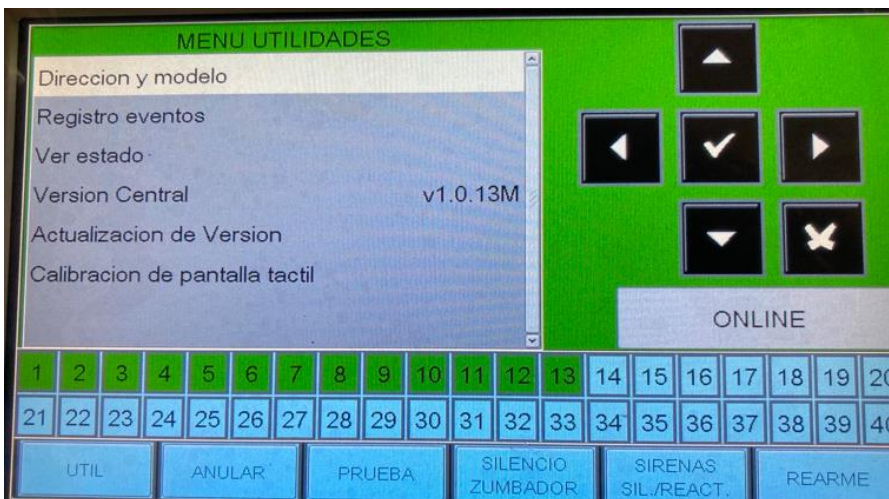 MENU UTILIDADES
Direccion y modelo
Registro eventos
Ver estado
Version Central v1.0.13M
Actualizacion de Version
Calibracion de pantalla tactil
ONLINE
1 2 3 4 5 6 7 8 9 10 11 12 13 14 15 16 17 18 19 20
21 22 23 24 25 26 27 28 29 30 31 32 33 34 35 36 37 38 39 40
UTIL ANULAR PRUEBA SILENCIO ZUMBADOR SIRENAS SIL./REACT. REARME